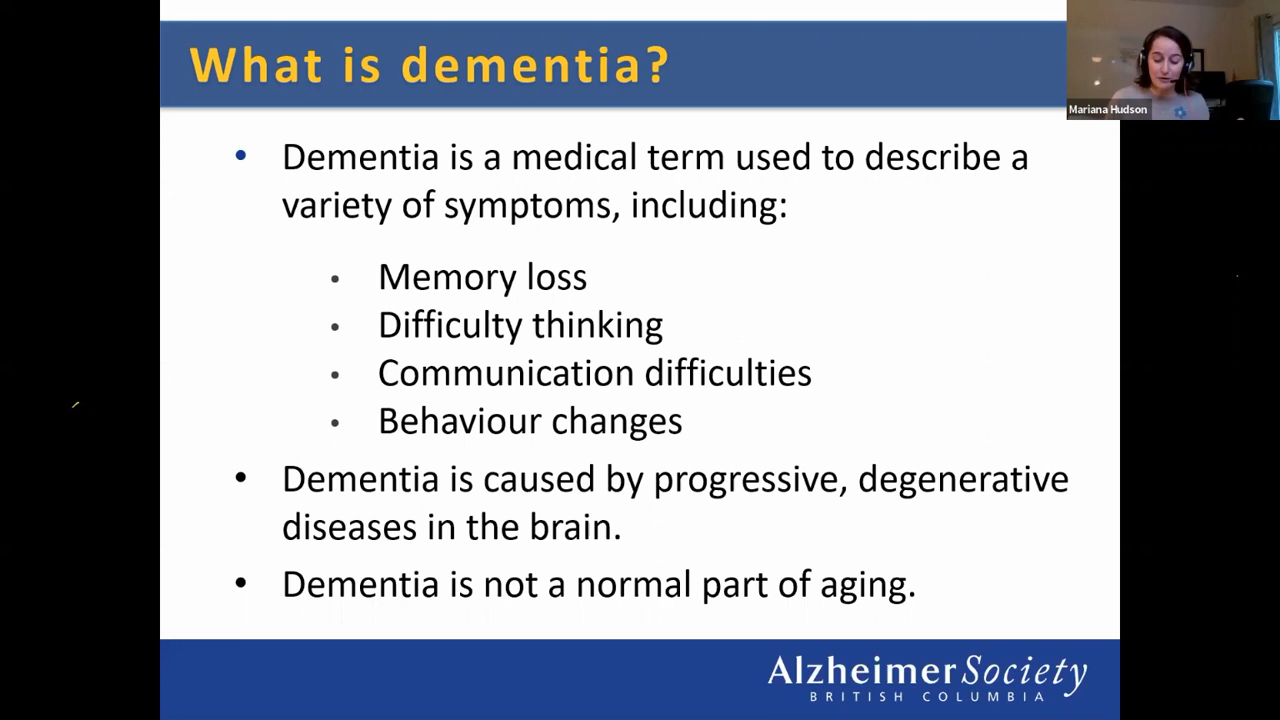 What is dementia?
Mariana Hudson
• Dementia is a medical term used to describe a
variety of symptoms, including:
• Memory loss
• Difficulty thinking
• Communication difficulties
• Behaviour changes
• Dementia is caused by progressive, degenerative
diseases in the brain.
• Dementia is not a normal part of aging.
AlzheimerSociety
BRITISH COLUMBIA